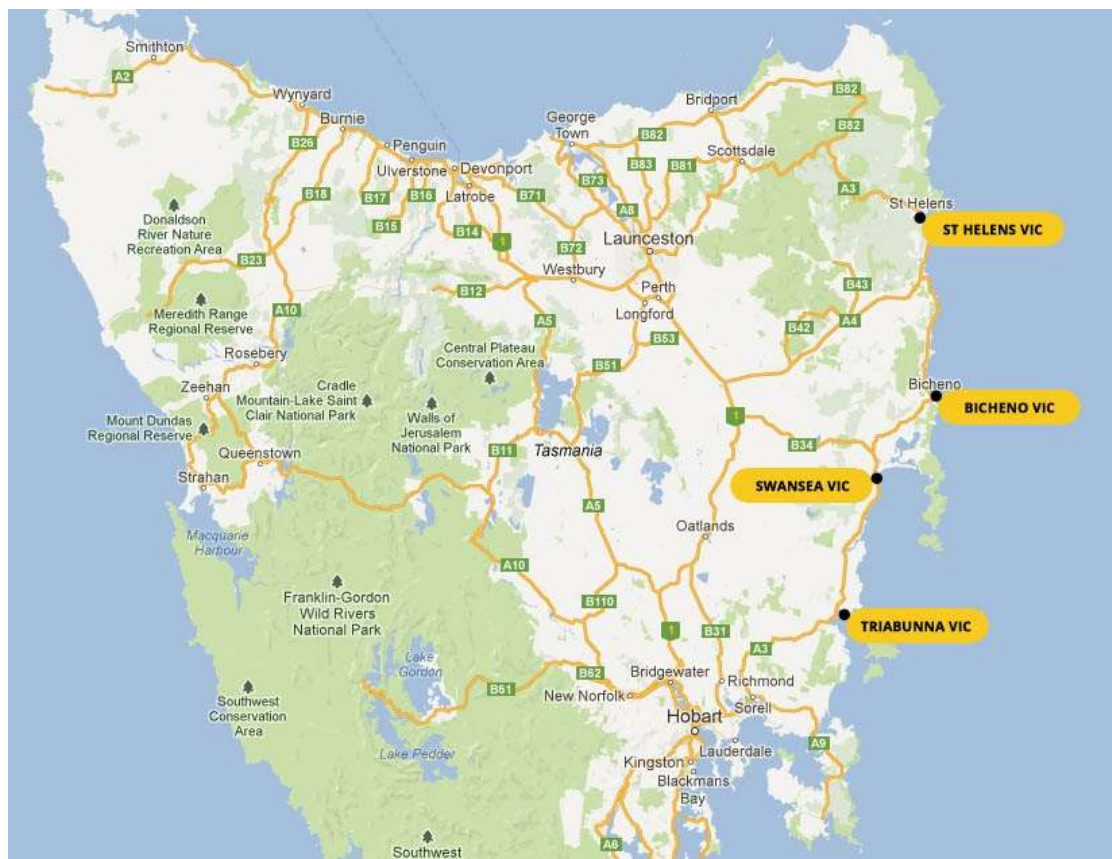 Smithton
A2
Wynyard
Burnie
B26
Penguin
Ulverstone
Devonport
Latrobe
B18
B17
B16
B15
B14
1
B71
B72
George
Town
Bridport
B82
B82
B82
B83
B81
B73
A8
Scottsdale
A3
St Helens
ST HELENS VIC
Donaldson
River Nature
Recreation Area
B23
Launceston
Westbury
B12
Perth
Longford
B53
B43
B42
A4
Meredith Range
Regional Reserve
A10
A5
Rosebery
Central Plateau
Conservation Area
B51
Zeehan
Cradle
Mountain-Lake Saint
Clair National Park
Walls of
Jerusalem
National Park
Bicheno
BICHENO VIC
Mount Dundas
Regional Reserve
Queenstown
Strahan
B11
Tasmania
1
B34
SWANSEA VIC
A5
Macquarie
Harbour
Oatlands
A10
Franklin-Gordon
Wild Rivers
National Park
B110
1
B31
A3
TRIABUNNA VIC
Lake
Gordon
B62
Bridgewater
Richmond
B61
New Norfolk
Sorell
Southwest
Conservation
Area
Hobart
Lake Pedder
Lauderdale
A9
Kingston
Blackmans
Bay
A6
Southwest